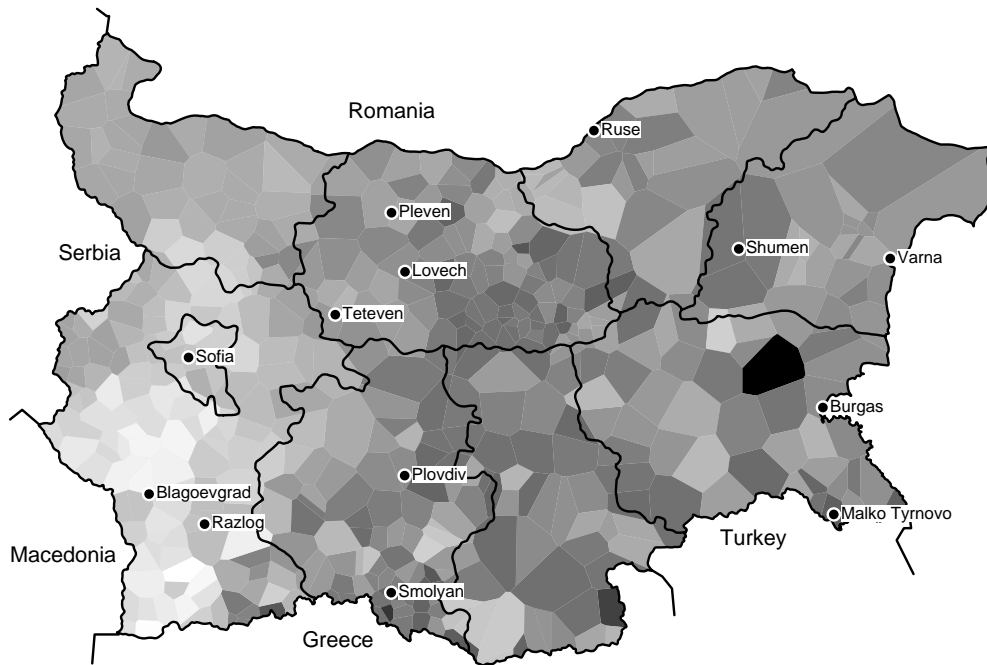 Romania
Ruse
Pleven
Serbia
Shumen
Varna
Lovech
Teteven
Sofia
Burgas
Plovdiv
Blagoevgrad
Malko Tyrnovo
Razlog
Turkey
Macedonia
Smolyan
Greece